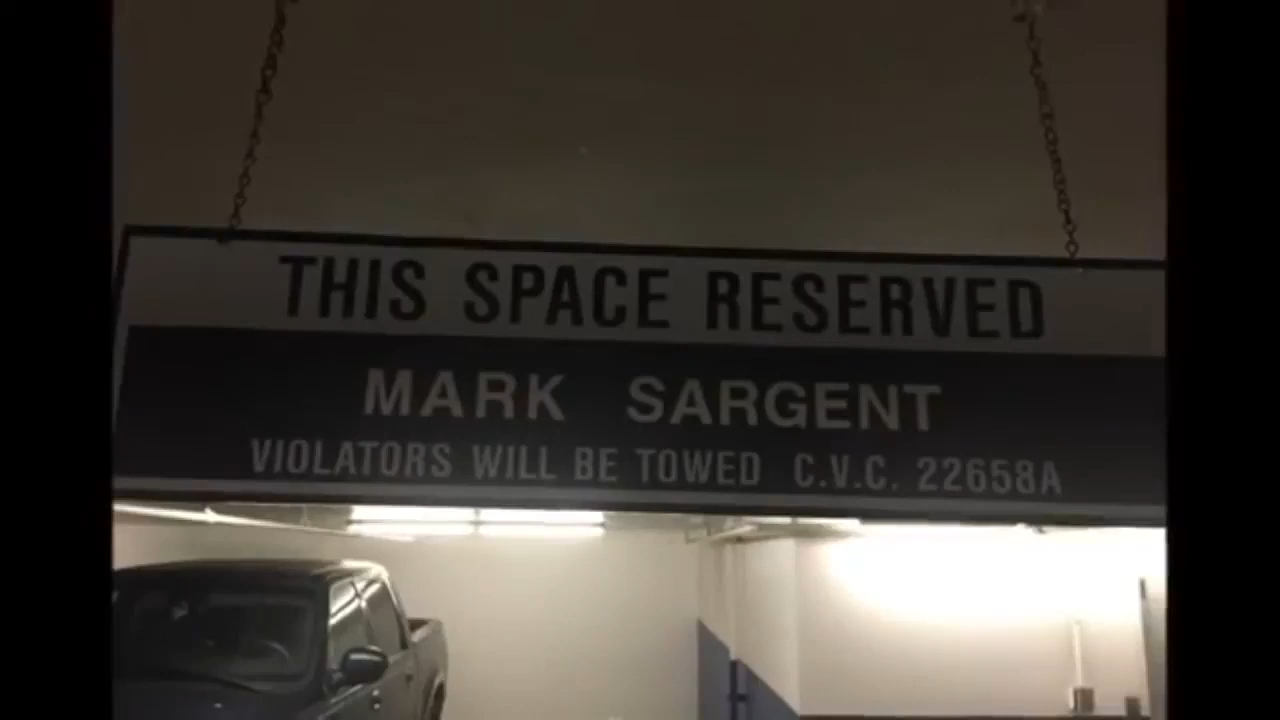 THIS SPACE RESERVED
MARK SARGENT
VIOLATORS WILL BE TOWED C.V.C. 22658A